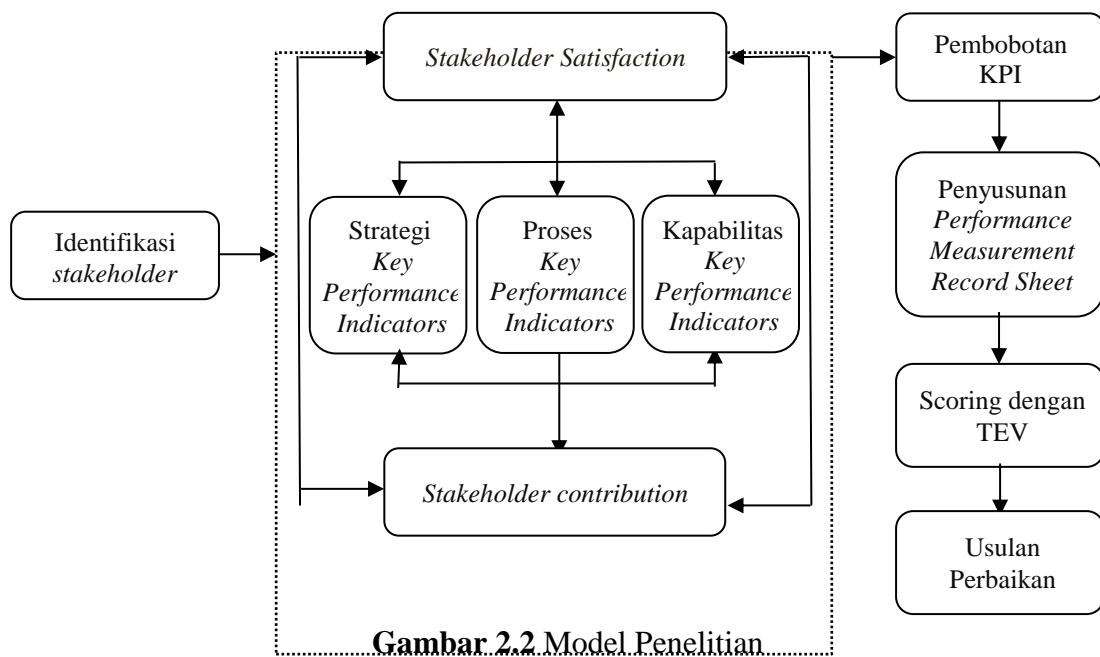 Stakeholder Satisfaction
Pembobotan
KPI
Identifikasi
stakeholder
Strategi
Key
Performance
Indicators
Proses
Key
Performance
Indicators
Kapabilitas
Key
Performance
Indicators
Penyusunan
Performance
Measurement
Record Sheet
Stakeholder contribution
Scoring dengan
TEV
Usulan
Perbaikan
Gambar 2.2 Model Penelitian